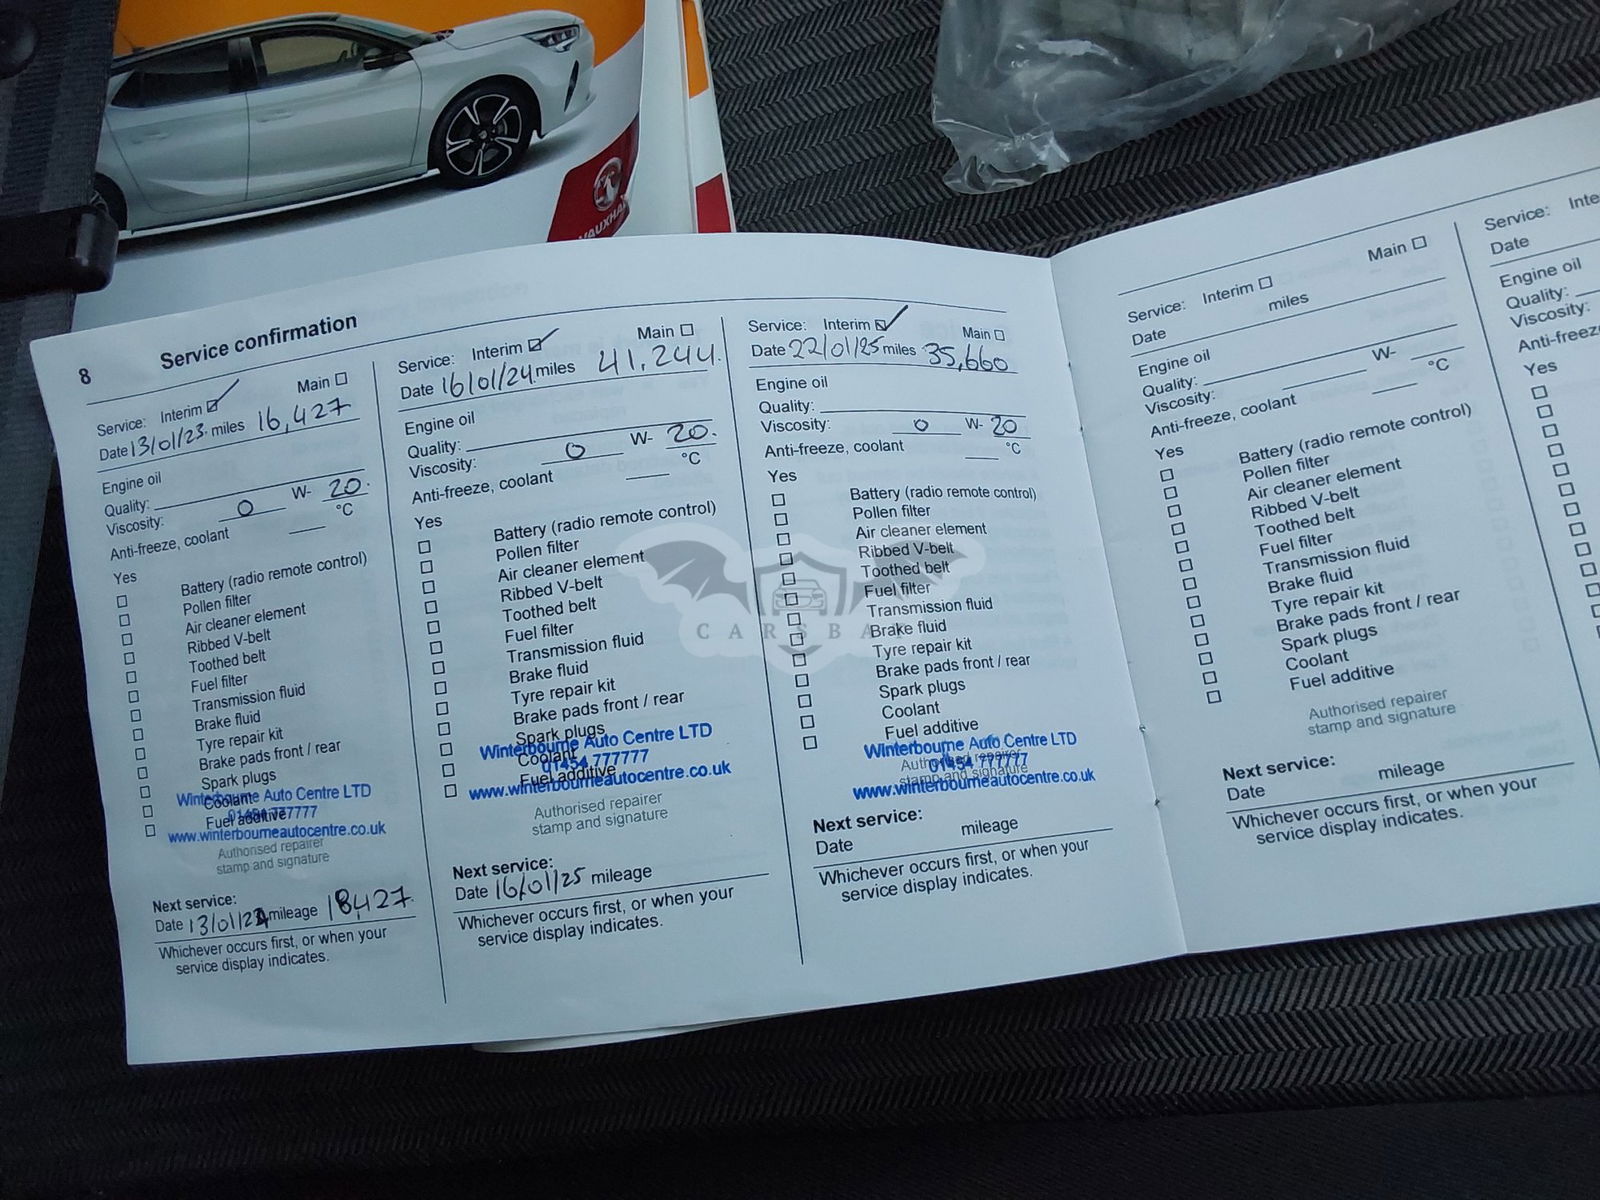 VAUXHA
8
Service confirmation
Service: Interim Main
Date 13/01/23. miles 16,427
Engine oil
Quality:
Viscosity: 0 W- 20.
Anti-freeze, coolant °C
Yes
Battery (radio remote control)
Pollen filter
Air cleaner element
Ribbed V-belt
Toothed belt
Fuel filter
Transmission fluid
Brake fluid
Tyre repair kit
Brake pads front / rear
Spark plugs
Coolant
Fuel additive
Winterbourne Auto Centre LTD
01454 777777
www.winterbourneautocentre.co.uk
Authorised repairer
stamp and signature
Next service:
Date 13/01/24 mileage 18,427.
Whichever occurs first, or when your
service display indicates.
Service: Interim Main
Date 16/01/24. miles 41,244.
Engine oil
Quality:
Viscosity: 0 W- 20.
Anti-freeze, coolant °C
Yes
Battery (radio remote control)
Pollen filter
Air cleaner element
Ribbed V-belt
Toothed belt
Fuel filter
Transmission fluid
Brake fluid
Tyre repair kit
Brake pads front / rear
Spark plugs
Coolant
Fuel additive
Winterbourne Auto Centre LTD
01454 777777
www.winterbourneautocentre.co.uk
Authorised repairer
stamp and signature
Next service:
Date 16/01/25 mileage
Whichever occurs first, or when your
service display indicates.
Service: Interim Main
Date 22/01/25 miles 35,660
Engine oil
Quality:
Viscosity: 0 W- 20
Anti-freeze, coolant °C
Yes
Battery (radio remote control)
Pollen filter
Air cleaner element
Ribbed V-belt
Toothed belt
Fuel filter
Transmission fluid
Brake fluid
Tyre repair kit
Brake pads front / rear
Spark plugs
Coolant
Fuel additive
Winterbourne Auto Centre LTD
01454 777777
www.winterbourneautocentre.co.uk
Authorised repairer
stamp and signature
Next service:
Date mileage
Whichever occurs first, or when your
service display indicates.
CARSBA
Service: Interim Main
Date miles
Engine oil
Quality:
Viscosity: W-
Anti-freeze, coolant °C
Yes
Battery (radio remote control)
Pollen filter
Air cleaner element
Ribbed V-belt
Toothed belt
Fuel filter
Transmission fluid
Brake fluid
Tyre repair kit
Brake pads front / rear
Spark plugs
Coolant
Fuel additive
Authorised repairer
stamp and signature
Next service:
Date mileage
Whichever occurs first, or when your
service display indicates.
Service: Inte
Date
Engine oil
Quality:
Viscosity:
Anti-freeze
Yes